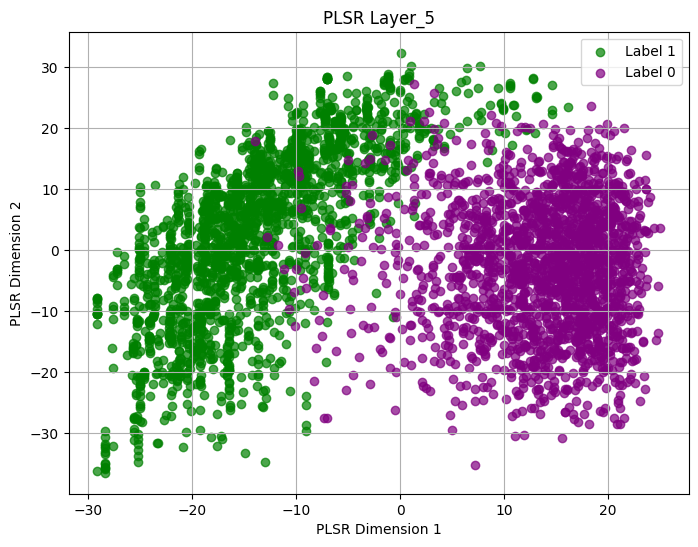 PLSR Layer_5
Label 1
Label 0
30
20
10
0
−10
−20
−30
PLSR Dimension 2
−30 −20 −10 0 10 20
PLSR Dimension 1